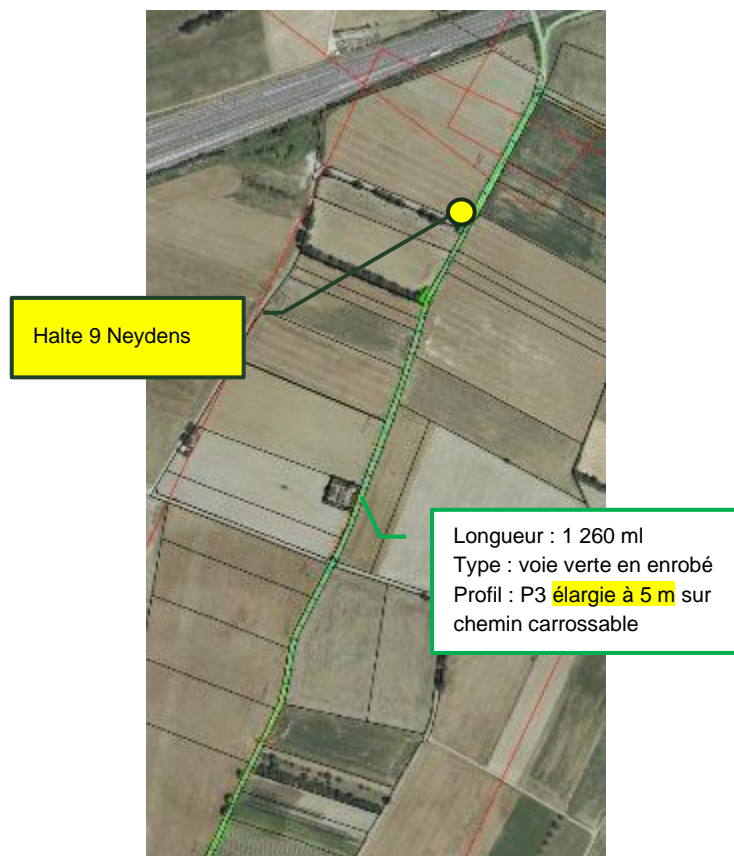 Halte 9 Neydens
Longueur : 1 260 ml
Type : voie verte en enrobé
Profil : P3 élargie à 5 m sur
chemin carrossable